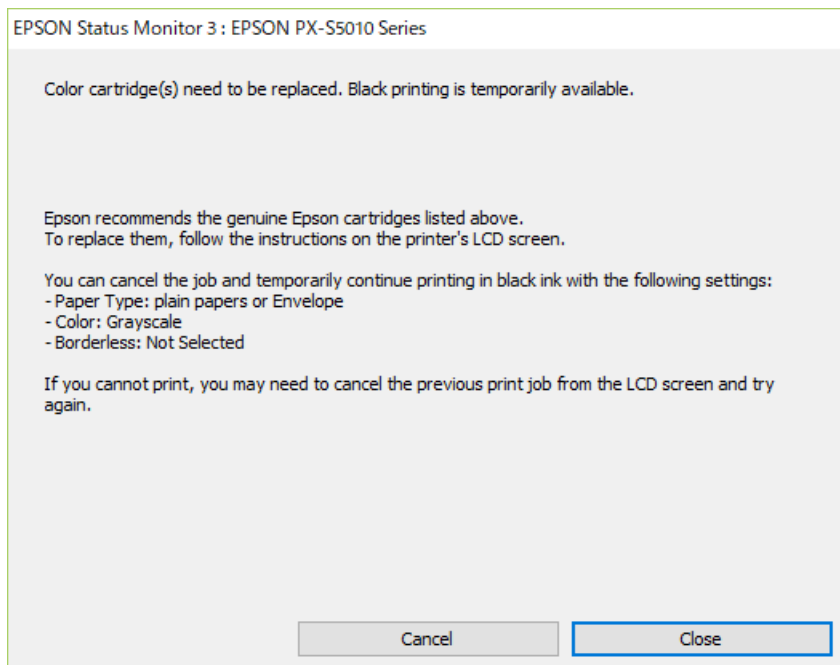 EPSON Status Monitor 3 : EPSON PX-S5010 Series
Color cartridge(s) need to be replaced. Black printing is temporarily available.
Epson recommends the genuine Epson cartridges listed above.
To replace them, follow the instructions on the printer's LCD screen.
You can cancel the job and temporarily continue printing in black ink with the following settings:
- Paper Type: plain papers or Envelope
- Color: Grayscale
- Borderless: Not Selected
If you cannot print, you may need to cancel the previous print job from the LCD screen and try
again.
Cancel Close